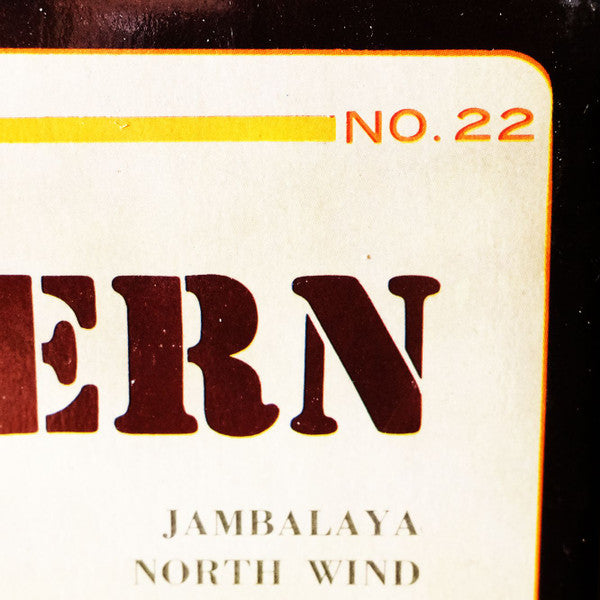 NO. 22
ERN
JAMBALAYA
NORTH WIND